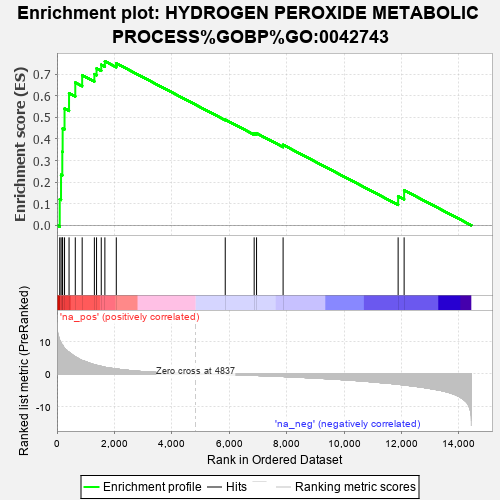 Enrichment plot: HYDROGEN PEROXIDE METABOLIC
PROCESS%GOBP%GO:0042743
Enrichment score (ES)
0.7
0.6
0.5
0.4
0.3
0.2
0.1
0.0
'na_pos' (positively correlated)
Ranked list metric (PreRanked)
10
0
-10
Zero cross at 4837
'na_neg' (negatively correlated)
0 2,000 4,000 6,000 8,000 10,000 12,000 14,000
Rank in Ordered Dataset
Enrichment profile Hits Ranking metric scores